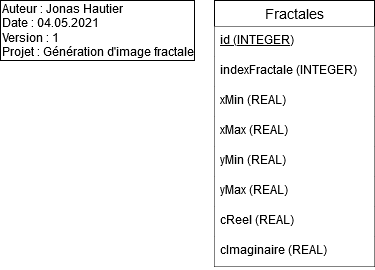 Auteur : Jonas Hautier
Date : 04.05.2021
Version : 1
Projet : Génération d'image fractale
Fractales
id (INTEGER)
indexFractale (INTEGER)
xMin (REAL)
xMax (REAL)
yMin (REAL)
yMax (REAL)
cReel (REAL)
cImaginaire (REAL)